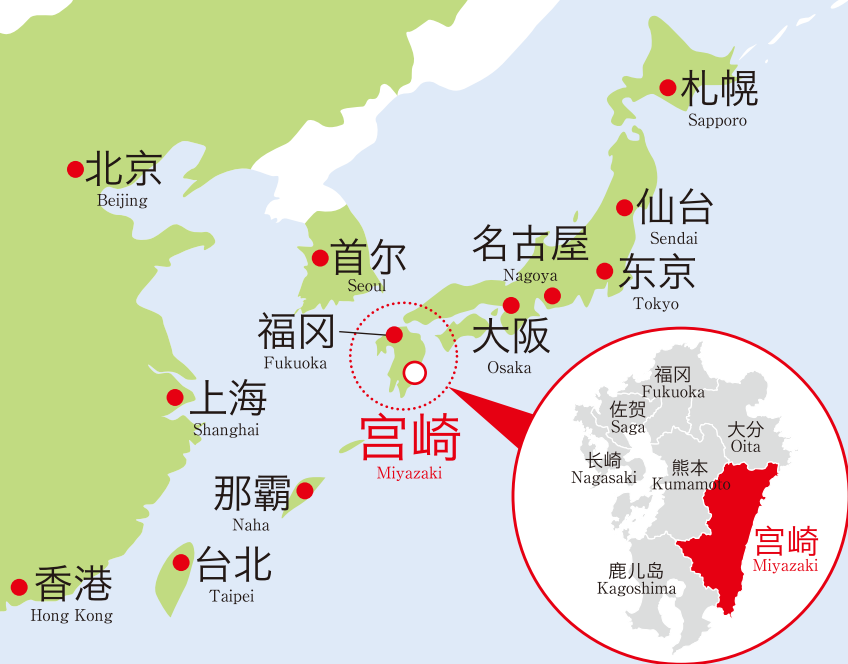 札幌
Sapporo
北京
Beijing
仙台
Sendai
名古屋
Nagoya
首尔
Seoul
东京
Tokyo
福冈
Fukuoka
大阪
Osaka
上海
Shanghai
宫崎
Miyazaki
那霸
Naha
台北
Taipei
香港
Hong Kong
福冈
Fukuoka
佐贺
Saga
大分
Oita
长崎
Nagasaki
熊本
Kumamoto
宫崎
Miyazaki
鹿儿岛
Kagoshima